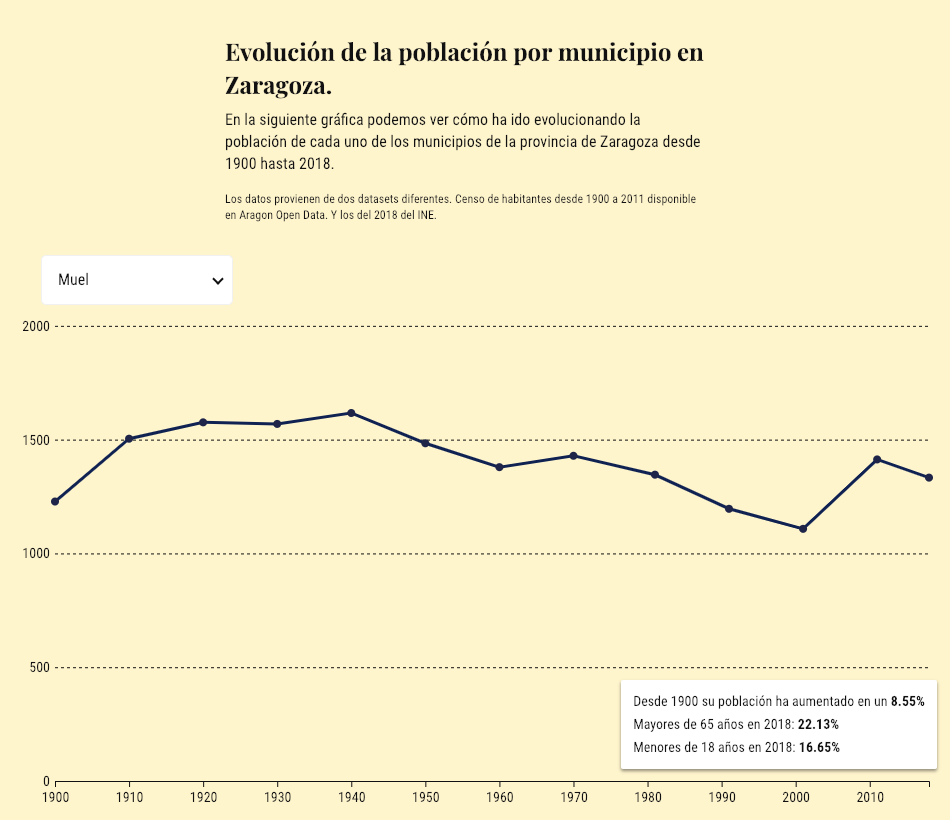 Evolución de la población por municipio en
Zaragoza.
En la siguiente gráfica podemos ver cómo ha ido evolucionando la
población de cada uno de los municipios de la provincia de Zaragoza desde
1900 hasta 2018.
Los datos provienen de dos datasets diferentes. Censo de habitantes desde 1900 a 2011 disponible
en Aragon Open Data. Y los del 2018 del INE.
Muel
2000
1500
1000
500
Desde 1900 su población ha aumentado en un 8.55%
Mayores de 65 años en 2018: 22.13%
Menores de 18 años en 2018: 16.65%
0
1900 1910 1920 1930 1940 1950 1960 1970 1980 1990 2000 2010